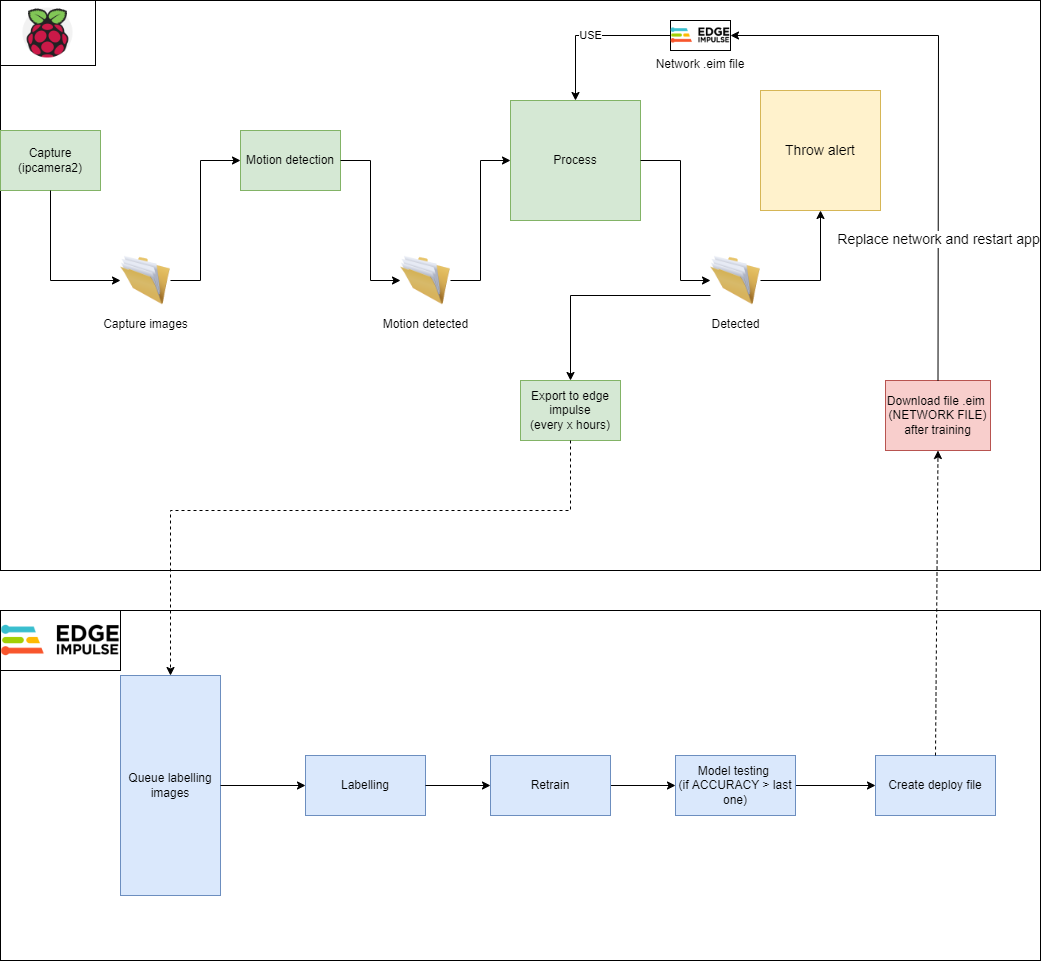 USE
EDGE
IMPULSE
Network .eim file
Capture
(ipcamera2)
Motion detection
Process
Throw alert
Replace network and restart app
Capture images
Motion detected
Detected
Export to edge
impulse
(every x hours)
Download file .eim
(NETWORK FILE)
after training
EDGE
IMPULSE
Queue labelling
images
Labelling
Retrain
Model testing
(if ACCURACY > last
one)
Create deploy file